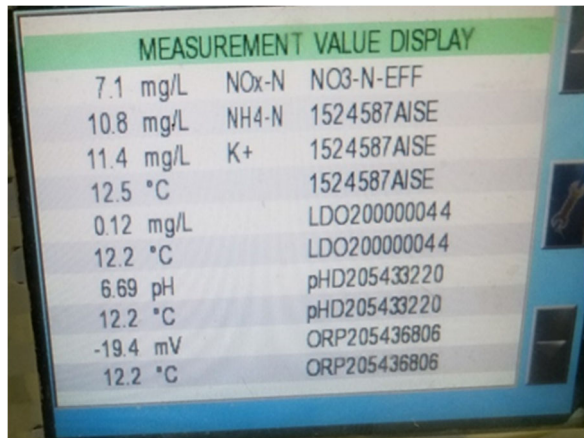 MEASUREMENT VALUE DISPLAY
7.1 mg/L NOx-N NO3-N-EFF
10.8 mg/L NH4-N 1524587AISE
11.4 mg/L K+ 1524587AISE
12.5 °C 1524587AISE
0.12 mg/L LDO200000044
12.2 °C LDO200000044
6.69 pH pHD205433220
12.2 °C pHD205433220
-19.4 mV ORP205436806
12.2 °C ORP205436806